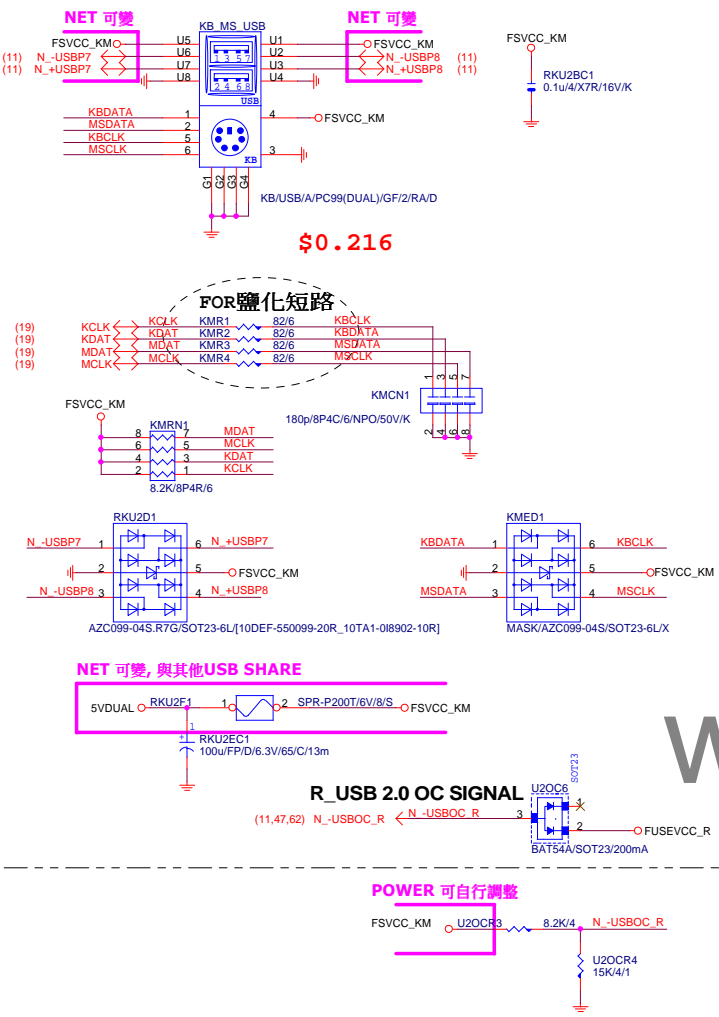 NET 可變
KB_MS_USB
NET 可變
FSVCC_KM U5 U1 FSVCC_KM
(11) N_-USBP7 U6 U2 N_-USBP8 (11)
(11) N_+USBP7 U7 U3 N_+USBP8 (11)
U8 U4
1 3 5 7
2 4 6 8
USB
KBDATA 1 4 FSVCC_KM
MSDATA 2
KBCLK 5
MSCLK 6 3
KB
G1 G2 G3 G4
KB/USB/A/PC99(DUAL)/GF/2/RA/D
FSVCC_KM
RKU2BC1
0.1u/4/X7R/16V/K
$0.216
FOR鹽化短路
(19) KCLK KCLK KMR1 82/6 KBCLK
(19) KDAT KDAT KMR2 82/6 KBDATA
(19) MDAT MDAT KMR3 82/6 MSDATA
(19) MCLK MCLK KMR4 82/6 MSCLK
1 3 5 7
KMCN1
180p/8P4C/6/NPO/50V/K
2 4 6 8
FSVCC_KM
KMRN1
8 7 MDAT
6 5 MCLK
4 3 KDAT
2 1 KCLK
8.2K/8P4R/6
RKU2D1
N_-USBP7 1 6 N_+USBP7
2 5 FSVCC_KM
N_-USBP8 3 4 N_+USBP8
AZC099-04S.R7G/SOT23-6L/[10DEF-550099-20R_10TA1-0I8902-10R]
KMED1
KBDATA 1 6 KBCLK
2 5 FSVCC_KM
MSDATA 3 4 MSCLK
MASK/AZC099-04S/SOT23-6L/X
NET 可變, 與其他USB SHARE
5VDUAL RKU2F1 1 2 SPR-P200T/6V/8/S FSVCC_KM
1
+
RKU2EC1
100u/FP/D/6.3V/65/C/13m
W
R_USB 2.0 OC SIGNAL
U2OC6
SOT23
(11,47,62) N_-USBOC_R N_-USBOC_R 3 1
2 FUSEVCC_R
BAT54A/SOT23/200mA
POWER 可自行調整
FSVCC_KM U2OCR3 8.2K/4 N_-USBOC_R
U2OCR4
15K/4/1